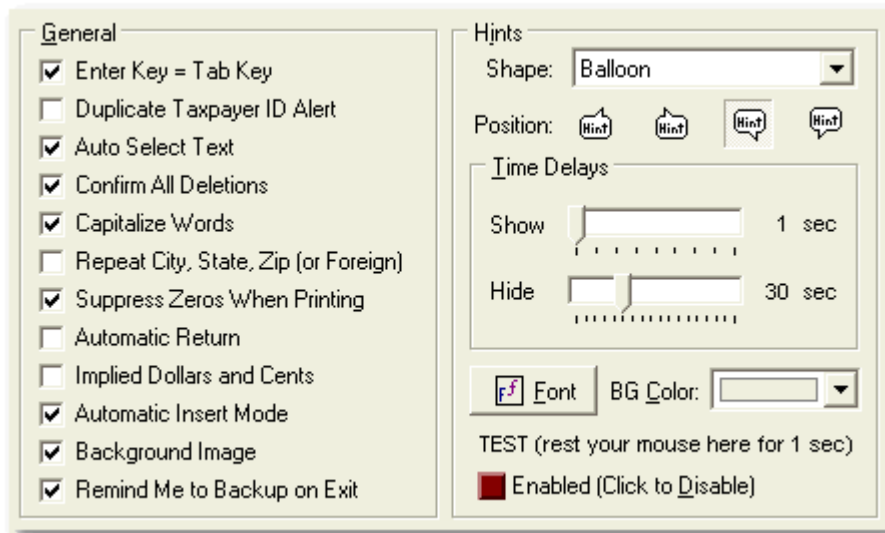 General
Enter Key = Tab Key
Duplicate Taxpayer ID Alert
Auto Select Text
Confirm All Deletions
Capitalize Words
Repeat City, State, Zip (or Foreign)
Suppress Zeros When Printing
Automatic Return
Implied Dollars and Cents
Automatic Insert Mode
Background Image
Remind Me to Backup on Exit
Hints
Shape: Balloon
Position: Hint Hint Hint Hint
Time Delays
Show 1 sec
Hide 30 sec
Ff Font BG Color:
TEST (rest your mouse here for 1 sec)
Enabled (Click to Disable)